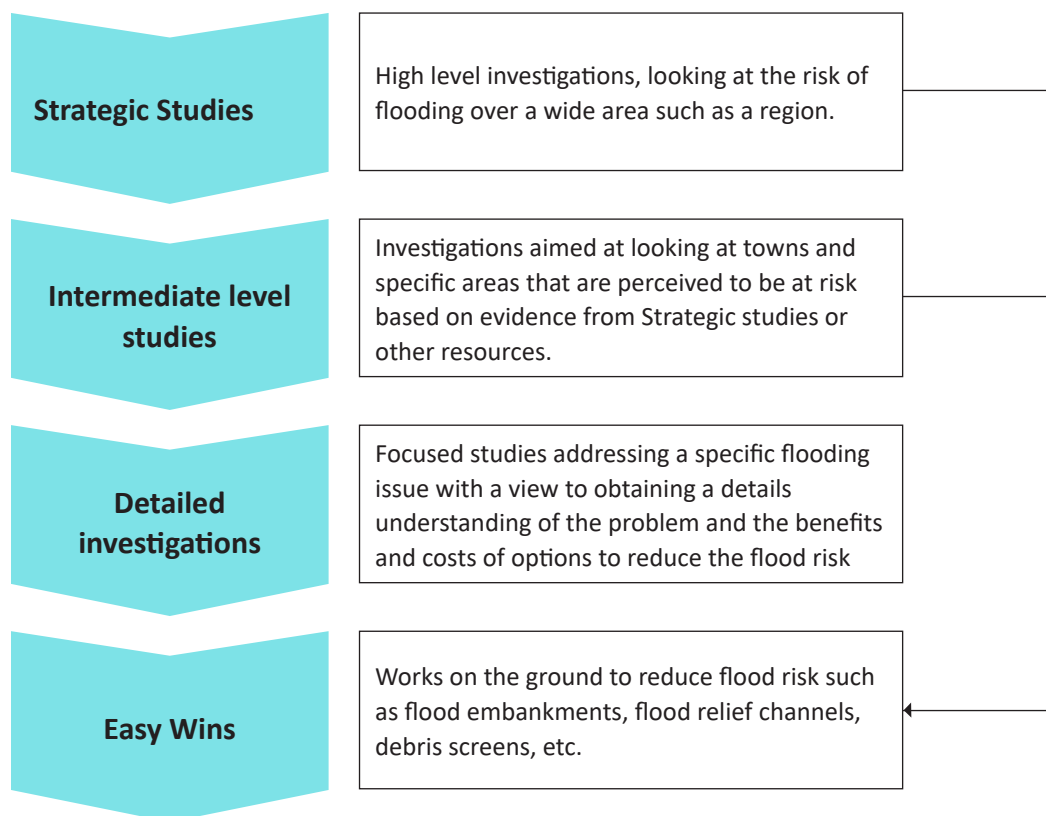 Strategic Studies
High level investigations, looking at the risk of
flooding over a wide area such as a region.
Intermediate level
studies
Investigations aimed at looking at towns and
specific areas that are perceived to be at risk
based on evidence from Strategic studies or
other resources.
Detailed
investigations
Focused studies addressing a specific flooding
issue with a view to obtaining a details
understanding of the problem and the benefits
and costs of options to reduce the flood risk
Easy Wins
Works on the ground to reduce flood risk such
as flood embankments, flood relief channels,
debris screens, etc.